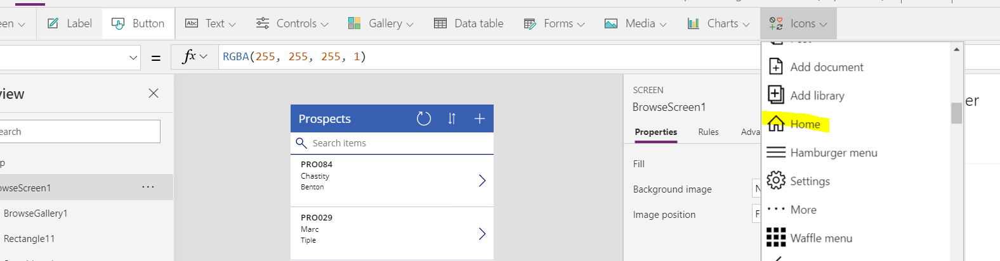 Label
Button
Abc
Text
Controls
Gallery
Data table
Forms
Media
Charts
Icons
=
fx
RGBA(255, 255, 255, 1)
view
earch
p
owseScreen1
...
BrowseGallery1
Rectangle11
Prospects
Search items
PRO084
Chastity
Benton
PRO029
Marc
Tiple
SCREEN
BrowseScreen1
Properties Rules Adva
Fill
Background image N
Image position F
Add document
Add library
Home
Hamburger menu
Settings
More
Waffle menu
er